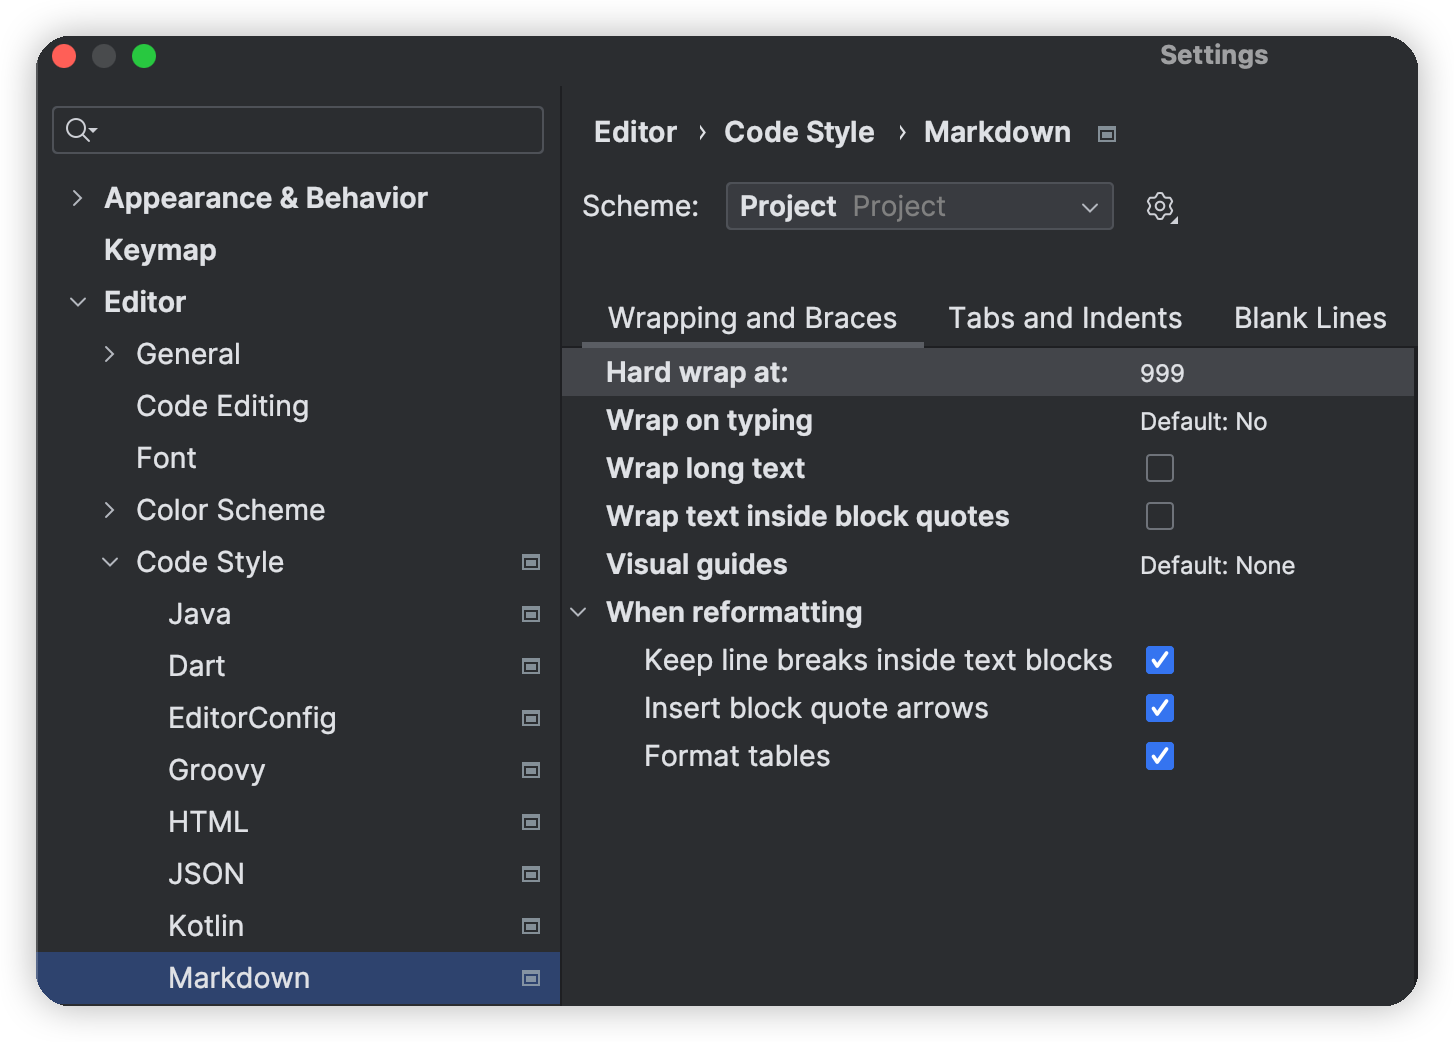 Settings
Appearance & Behavior
Keymap
Editor
General
Code Editing
Font
Color Scheme
Code Style
Java
Dart
EditorConfig
Groovy
HTML
JSON
Kotlin
Markdown
Editor › Code Style › Markdown
Scheme: Project Project
Wrapping and Braces Tabs and Indents Blank Lines
Hard wrap at: 999
Wrap on typing Default: No
Wrap long text
Wrap text inside block quotes
Visual guides Default: None
When reformatting
Keep line breaks inside text blocks
Insert block quote arrows
Format tables